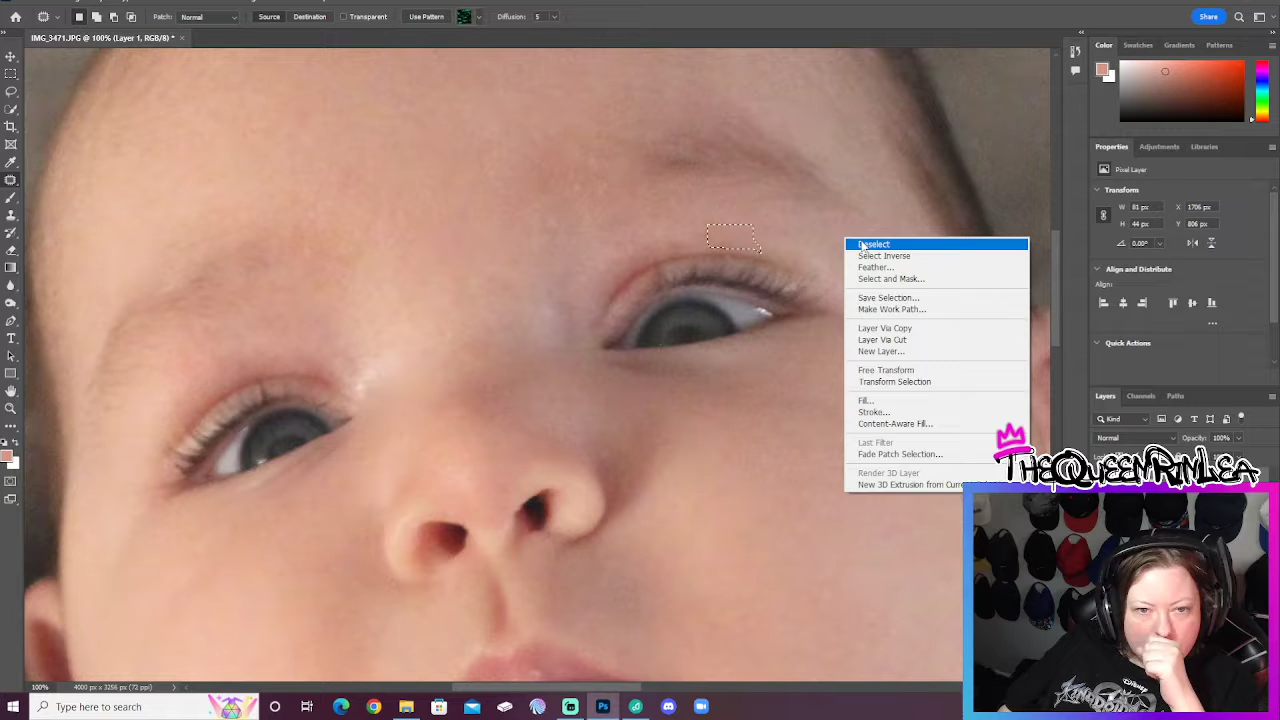 Patch: Normal Source Destination Transparent Use Pattern Diffusion: 5 Share
IMG_3471.JPG @ 100% (Layer 1, RGB/8) * ×
Color Swatches Gradients Patterns
Properties Adjustments Libraries
Pixel Layer
Transform
W 81 px X 1706 px
H 44 px Y 806 px
0.00°
Align and Distribute
Align:
Quick Actions
Layers Channels Paths
Kind
Normal Opacity: 100%
Deselect
Select Inverse
Feather...
Select and Mask...
Save Selection...
Make Work Path...
Layer Via Copy
Layer Via Cut
New Layer...
Free Transform
Transform Selection
Fill...
Stroke...
Content-Aware Fill...
Last Filter
Fade Patch Selection...
Render 3D Layer
New 3D Extrusion from Curr
TheQueenRimLea
Disney
100% 4000 px x 3256 px (72 ppi)
Type here to search
Ps